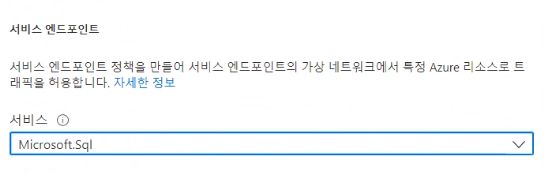 서비스 엔드포인트
서비스 엔드포인트 정책을 만들어 서비스 엔드포인트의 가상 네트워크에서 특정 Azure 리소스로 트
래픽을 허용합니다. 자세한 정보
서비스
Microsoft.Sql